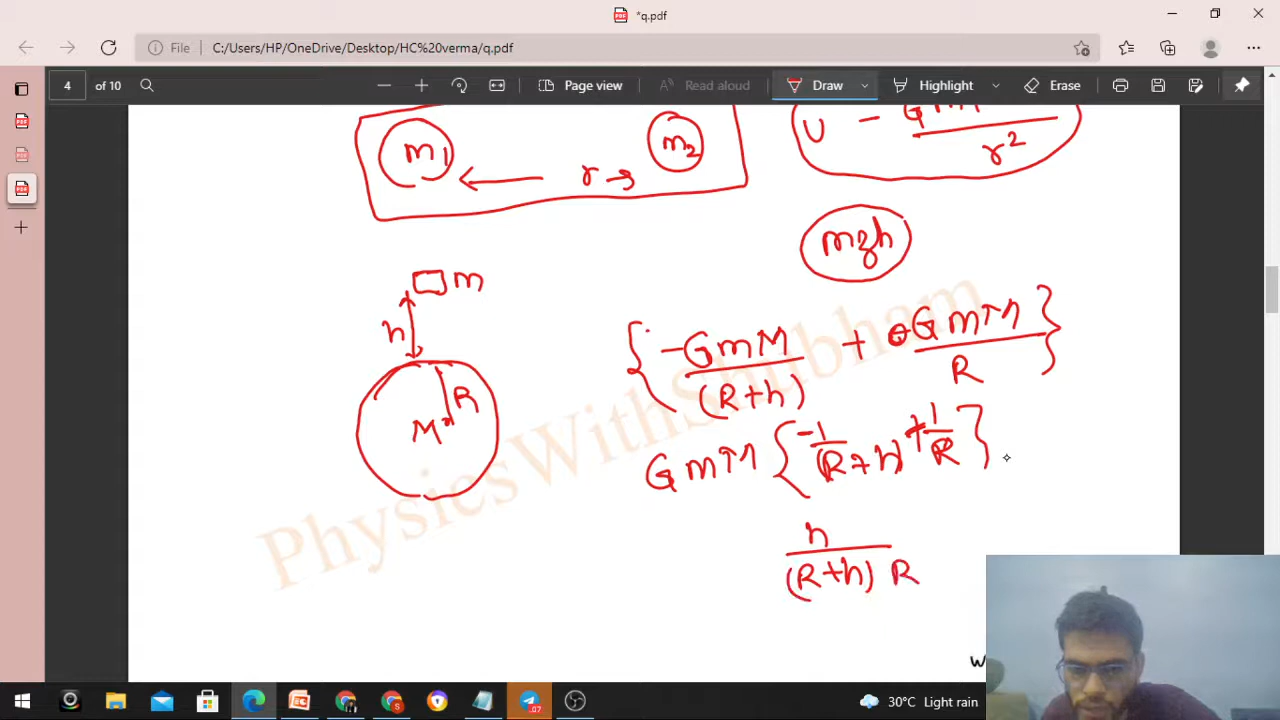 *q.pdf
File C:/Users/HP/OneDrive/Desktop/HC%20verma/q.pdf
4 of 10 Page view Read aloud Draw Highlight Erase
m1 r m2
U - GmM / r²
mgh
m
h
R
M
{ -GmM/(R+h) + GmM/R }
GmM { -1/(R+h) + 1/R }
h/(R+h) R
PhysicsWithShubham
W
30°C Light rain